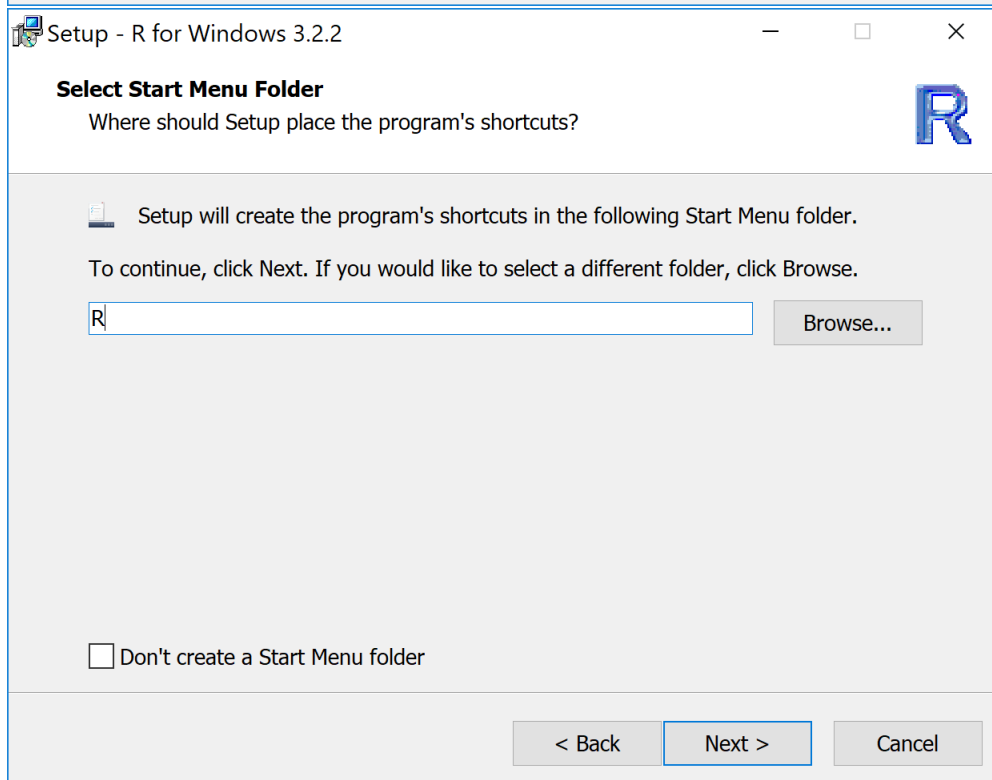 Setup - R for Windows 3.2.2
Select Start Menu Folder
Where should Setup place the program's shortcuts?
R
Setup will create the program's shortcuts in the following Start Menu folder.
To continue, click Next. If you would like to select a different folder, click Browse.
R
Browse...
Don't create a Start Menu folder
< Back
Next >
Cancel